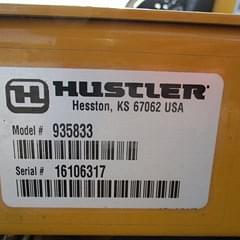 H HUSTLER
Hesston, KS 67062 USA
Model # 935833
Serial # 16106317